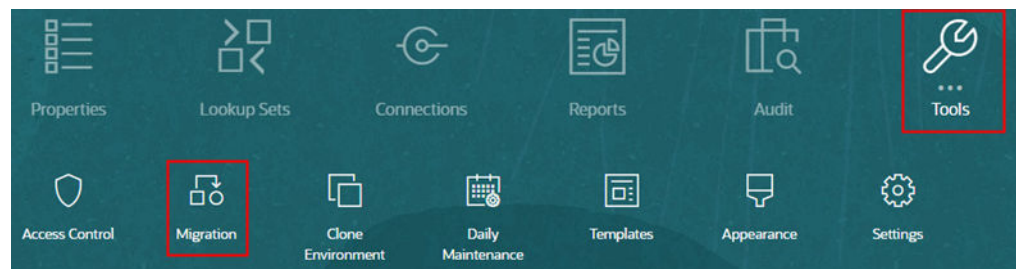 Properties
Lookup Sets
Connections
Reports
Audit
Tools
Access Control
Migration
Clone
Environment
Daily
Maintenance
Templates
Appearance
Settings